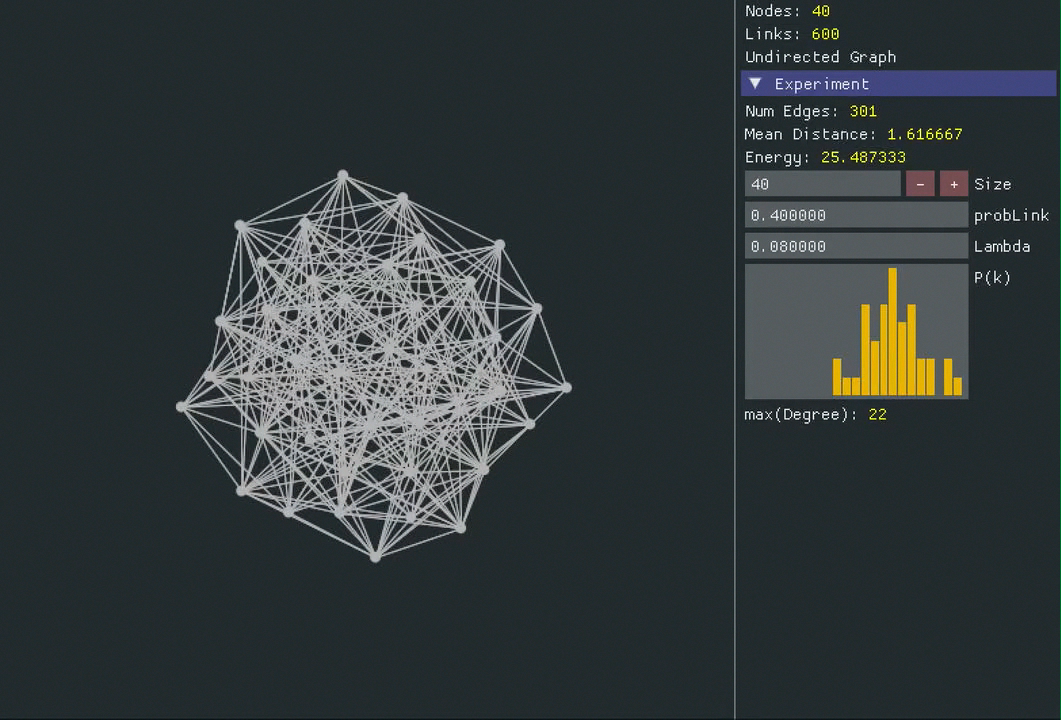 Nodes: 40
Links: 600
Undirected Graph
Experiment
Num Edges: 301
Mean Distance: 1.616667
Energy: 25.487333
40 - + Size
0.400000 probLink
0.080000 Lambda
P(k)
max(Degree): 22